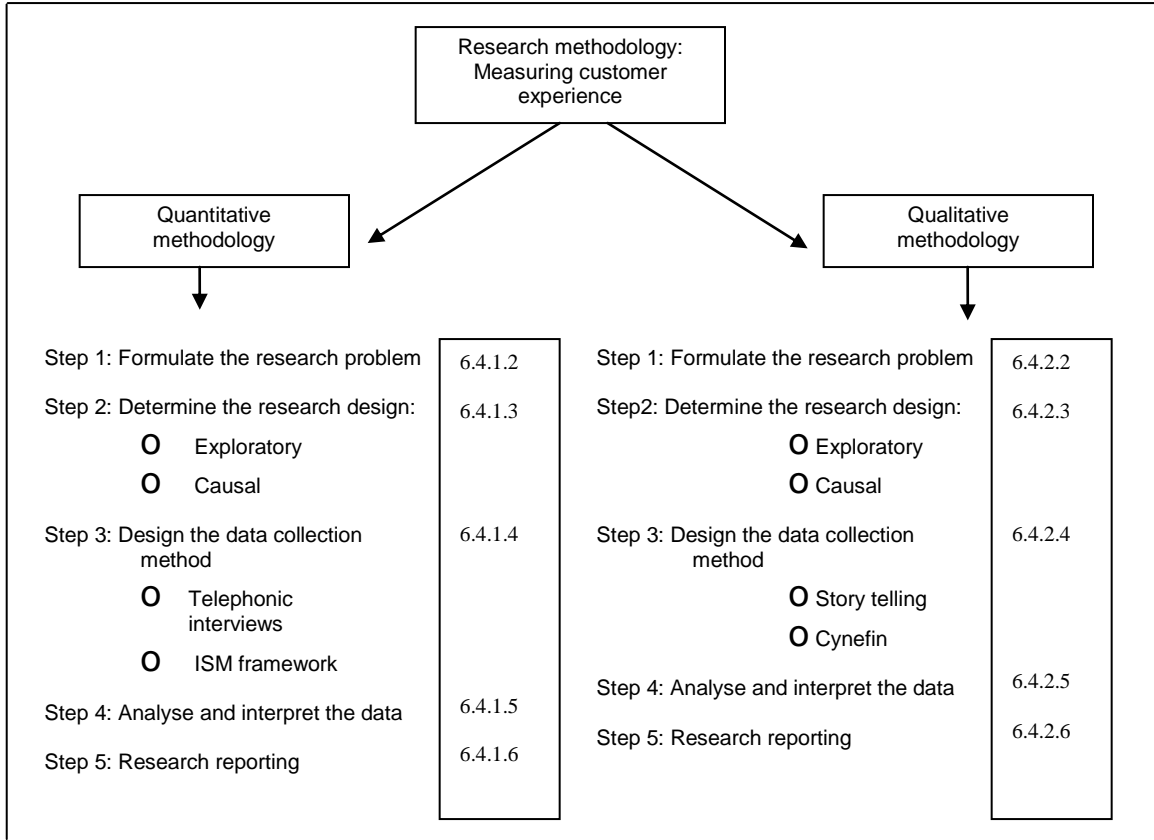 Research methodology:
Measuring customer
experience
Quantitative
methodology
Qualitative
methodology
Step 1: Formulate the research problem
6.4.1.2
Step 2: Determine the research design:
6.4.1.3
o Exploratory
o Causal
Step 3: Design the data collection
6.4.1.4
method
o Telephonic
interviews
o ISM framework
Step 4: Analyse and interpret the data
6.4.1.5
Step 5: Research reporting
6.4.1.6
Step 1: Formulate the research problem
6.4.2.2
Step2: Determine the research design:
6.4.2.3
o Exploratory
o Causal
Step 3: Design the data collection
6.4.2.4
method
o Story telling
o Cynefin
Step 4: Analyse and interpret the data
6.4.2.5
Step 5: Research reporting
6.4.2.6